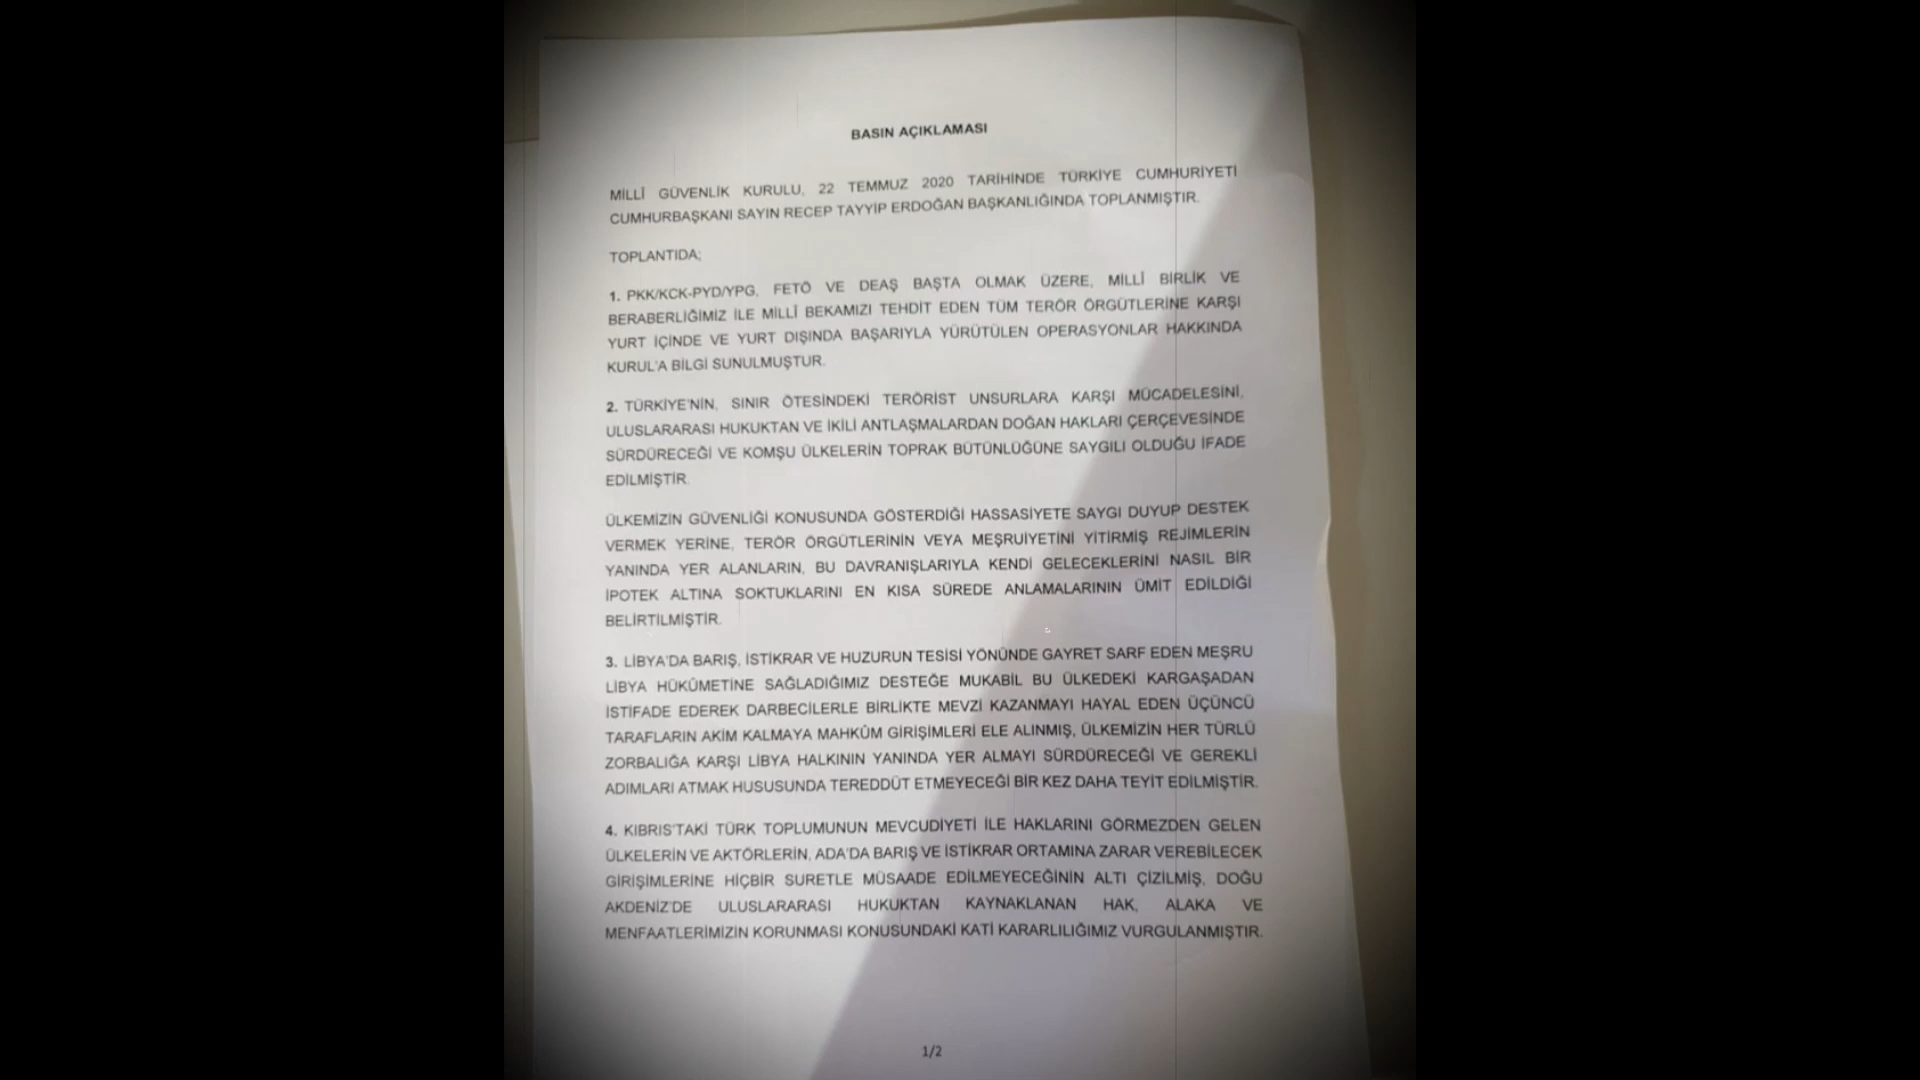 BASIN AÇIKLAMASI
MİLLÎ GÜVENLİK KURULU, 22 TEMMUZ 2020 TARİHİNDE TÜRKİYE CUMHURİYETİ
CUMHURBAŞKANI SAYIN RECEP TAYYİP ERDOĞAN BAŞKANLIĞINDA TOPLANMIŞTIR.
TOPLANTIDA;
1. PKK/KCK-PYD/YPG, FETÖ VE DEAŞ BAŞTA OLMAK ÜZERE, MİLLÎ BİRLİK VE
BERABERLİĞİMİZ İLE MİLLÎ BEKAMIZI TEHDİT EDEN TÜM TERÖR ÖRGÜTLERİNE KARŞI
YURT İÇİNDE VE YURT DIŞINDA BAŞARIYLA YÜRÜTÜLEN OPERASYONLAR HAKKINDA
KURUL'A BİLGİ SUNULMUŞTUR.
2. TÜRKİYE'NİN, SINIR ÖTESİNDEKİ TERÖRİST UNSURLARA KARŞI MÜCADELESİNİ,
ULUSLARARASI HUKUKTAN VE İKİLİ ANTLAŞMALARDAN DOĞAN HAKLARI ÇERÇEVESİNDE
SÜRDÜRECEĞİ VE KOMŞU ÜLKELERİN TOPRAK BÜTÜNLÜĞÜNE SAYGILI OLDUĞU İFADE
EDİLMİŞTİR.
ÜLKEMİZİN GÜVENLİĞİ KONUSUNDA GÖSTERDİĞİ HASSASİYETE SAYGI DUYUP DESTEK
VERMEK YERİNE, TERÖR ÖRGÜTLERİNİN VEYA MEŞRUİYETİNİ YİTİRMİŞ REJİMLERİN
YANINDA YER ALANLARIN, BU DAVRANIŞLARIYLA KENDİ GELECEKLERİNİ NASIL BİR
İPOTEK ALTINA SOKTUKLARINI EN KISA SÜREDE ANLAMALARININ ÜMİT EDİLDİĞİ
BELİRTİLMİŞTİR.
3. LİBYA'DA BARIŞ, İSTİKRAR VE HUZURUN TESİSİ YÖNÜNDE GAYRET SARF EDEN MEŞRU
LİBYA HÜKÛMETİNE SAĞLADIĞIMIZ DESTEĞE MUKABİL BU ÜLKEDEKİ KARGAŞADAN
İSTİFADE EDEREK DARBECİLERLE BİRLİKTE MEVZİ KAZANMAYI HAYAL EDEN ÜÇÜNCÜ
TARAFLARIN AKİM KALMAYA MAHKÛM GİRİŞİMLERİ ELE ALINMIŞ, ÜLKEMİZİN HER TÜRLÜ
ZORBALIĞA KARŞI LİBYA HALKININ YANINDA YER ALMAYI SÜRDÜRECEĞİ VE GEREKLİ
ADIMLARI ATMAK HUSUSUNDA TEREDDÜT ETMEYECEĞİ BİR KEZ DAHA TEYİT EDİLMİŞTİR.
4. KIBRIS'TAKİ TÜRK TOPLUMUNUN MEVCUDİYETİ İLE HAKLARINI GÖRMEZDEN GELEN
ÜLKELERİN VE AKTÖRLERİN, ADA'DA BARIŞ VE İSTİKRAR ORTAMINA ZARAR VEREBİLECEK
GİRİŞİMLERİNE HİÇBİR SURETLE MÜSAADE EDİLMEYECEĞİNİN ALTI ÇİZİLMİŞ, DOĞU
AKDENİZ'DE ULUSLARARASI HUKUKTAN KAYNAKLANAN HAK, ALAKA VE
MENFAATLERİMİZİN KORUNMASI KONUSUNDAKİ KATİ KARARLILIĞIMIZ VURGULANMIŞTIR.
1/2